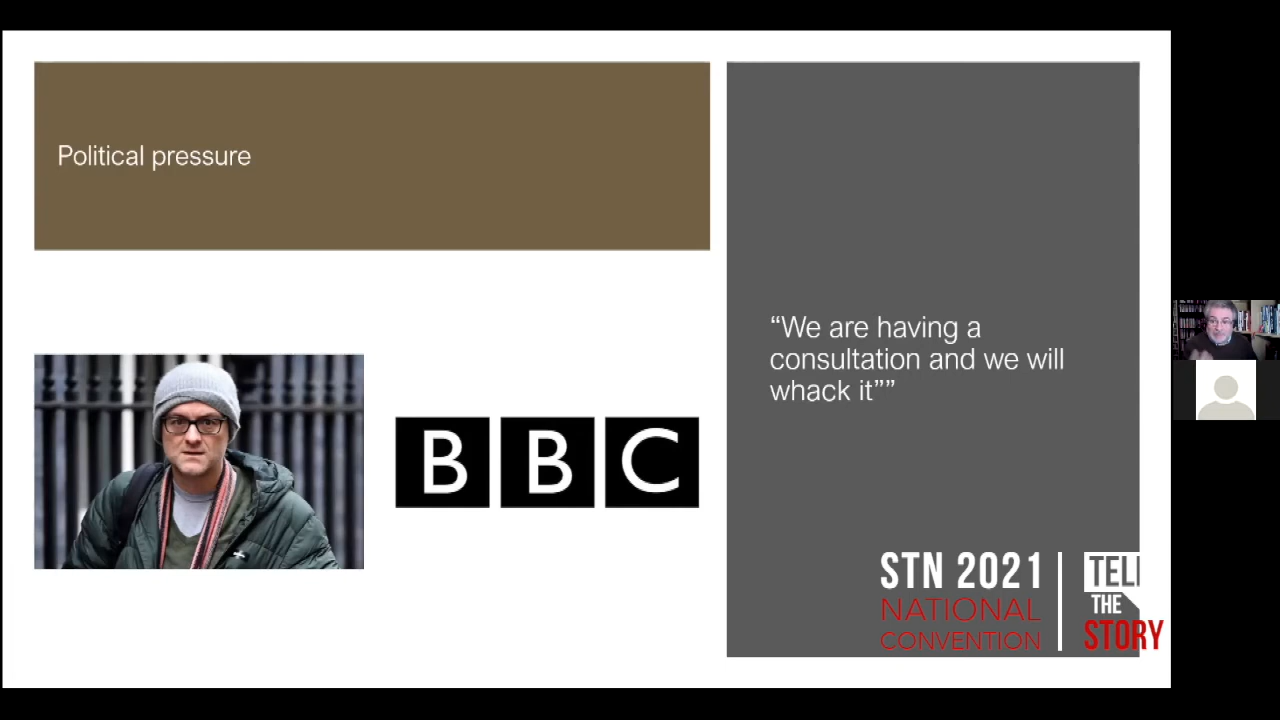 Political pressure
“We are having a
consultation and we will
whack it””
BBC
STN 2021
NATIONAL
CONVENTION
TELL
THE
STORY